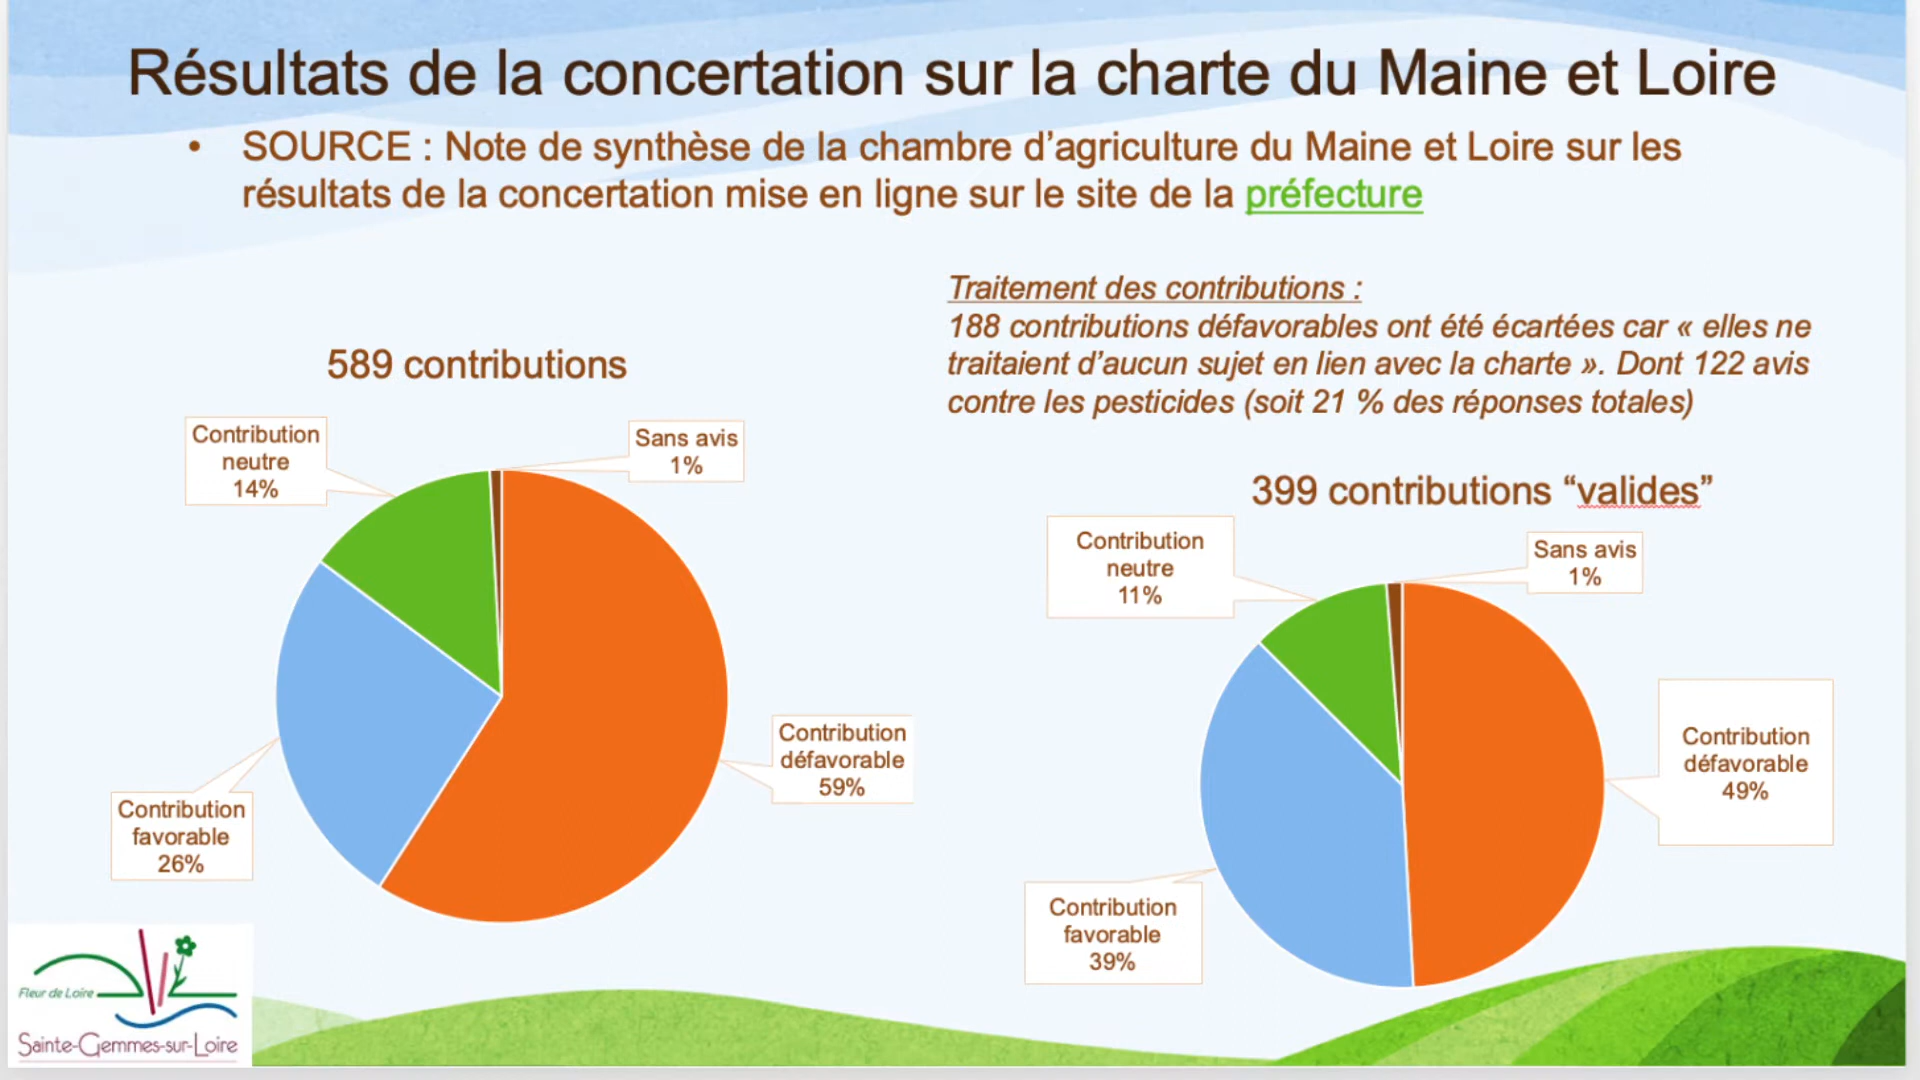 Résultats de la concertation sur la charte du Maine et Loire
• SOURCE : Note de synthèse de la chambre d’agriculture du Maine et Loire sur les
résultats de la concertation mise en ligne sur le site de la préfecture
Traitement des contributions :
188 contributions défavorables ont été écartées car « elles ne
traitaient d’aucun sujet en lien avec la charte ». Dont 122 avis
contre les pesticides (soit 21 % des réponses totales)
589 contributions
Contribution
neutre
14%
Sans avis
1%
Contribution
défavorable
59%
Contribution
favorable
26%
399 contributions “valides”
Contribution
neutre
11%
Sans avis
1%
Contribution
défavorable
49%
Contribution
favorable
39%
Fleur de Loire
Sainte-Gemmes-sur-Loire